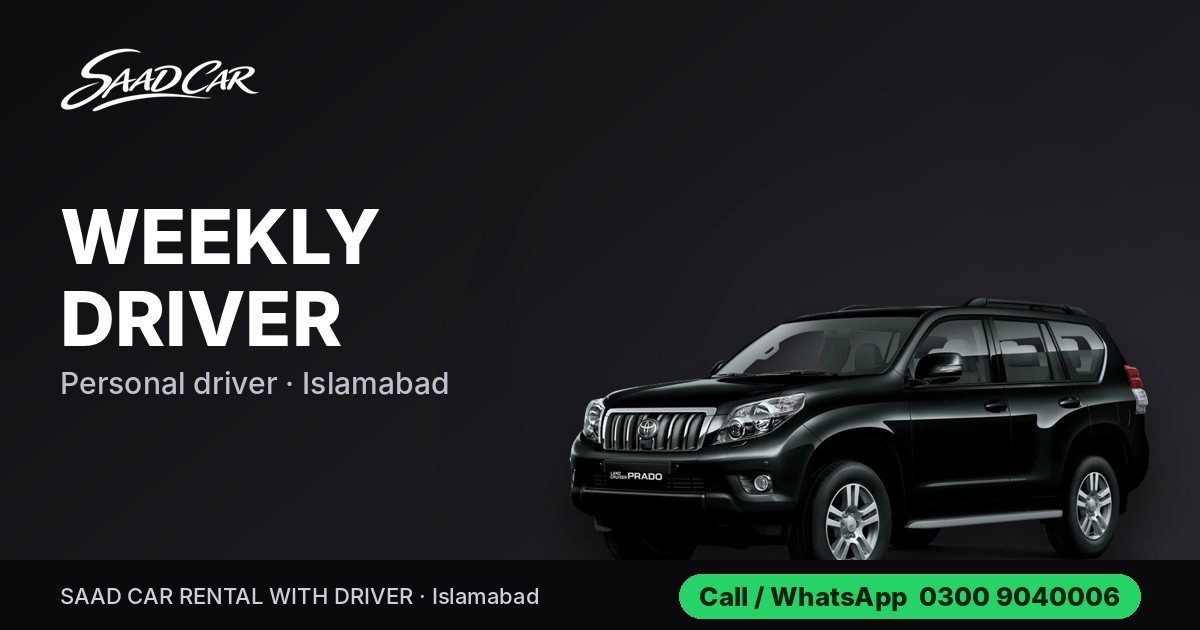 SAAD CAR
WEEKLY
DRIVER
Personal driver · Islamabad
LAND CRUISER PRADO
SAAD CAR RENTAL WITH DRIVER · Islamabad
Call / WhatsApp 0300 9040006